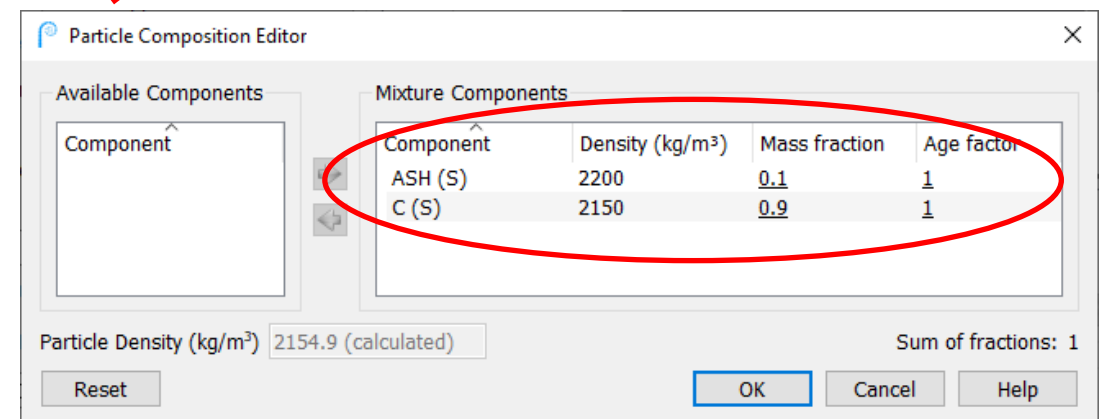 Particle Composition Editor
Available Components
Component
Mixture Components
Component Density (kg/m³) Mass fraction Age factor
ASH (S) 2200 0.1 1
C (S) 2150 0.9 1
Particle Density (kg/m³) 2154.9 (calculated) Sum of fractions: 1
Reset OK Cancel Help